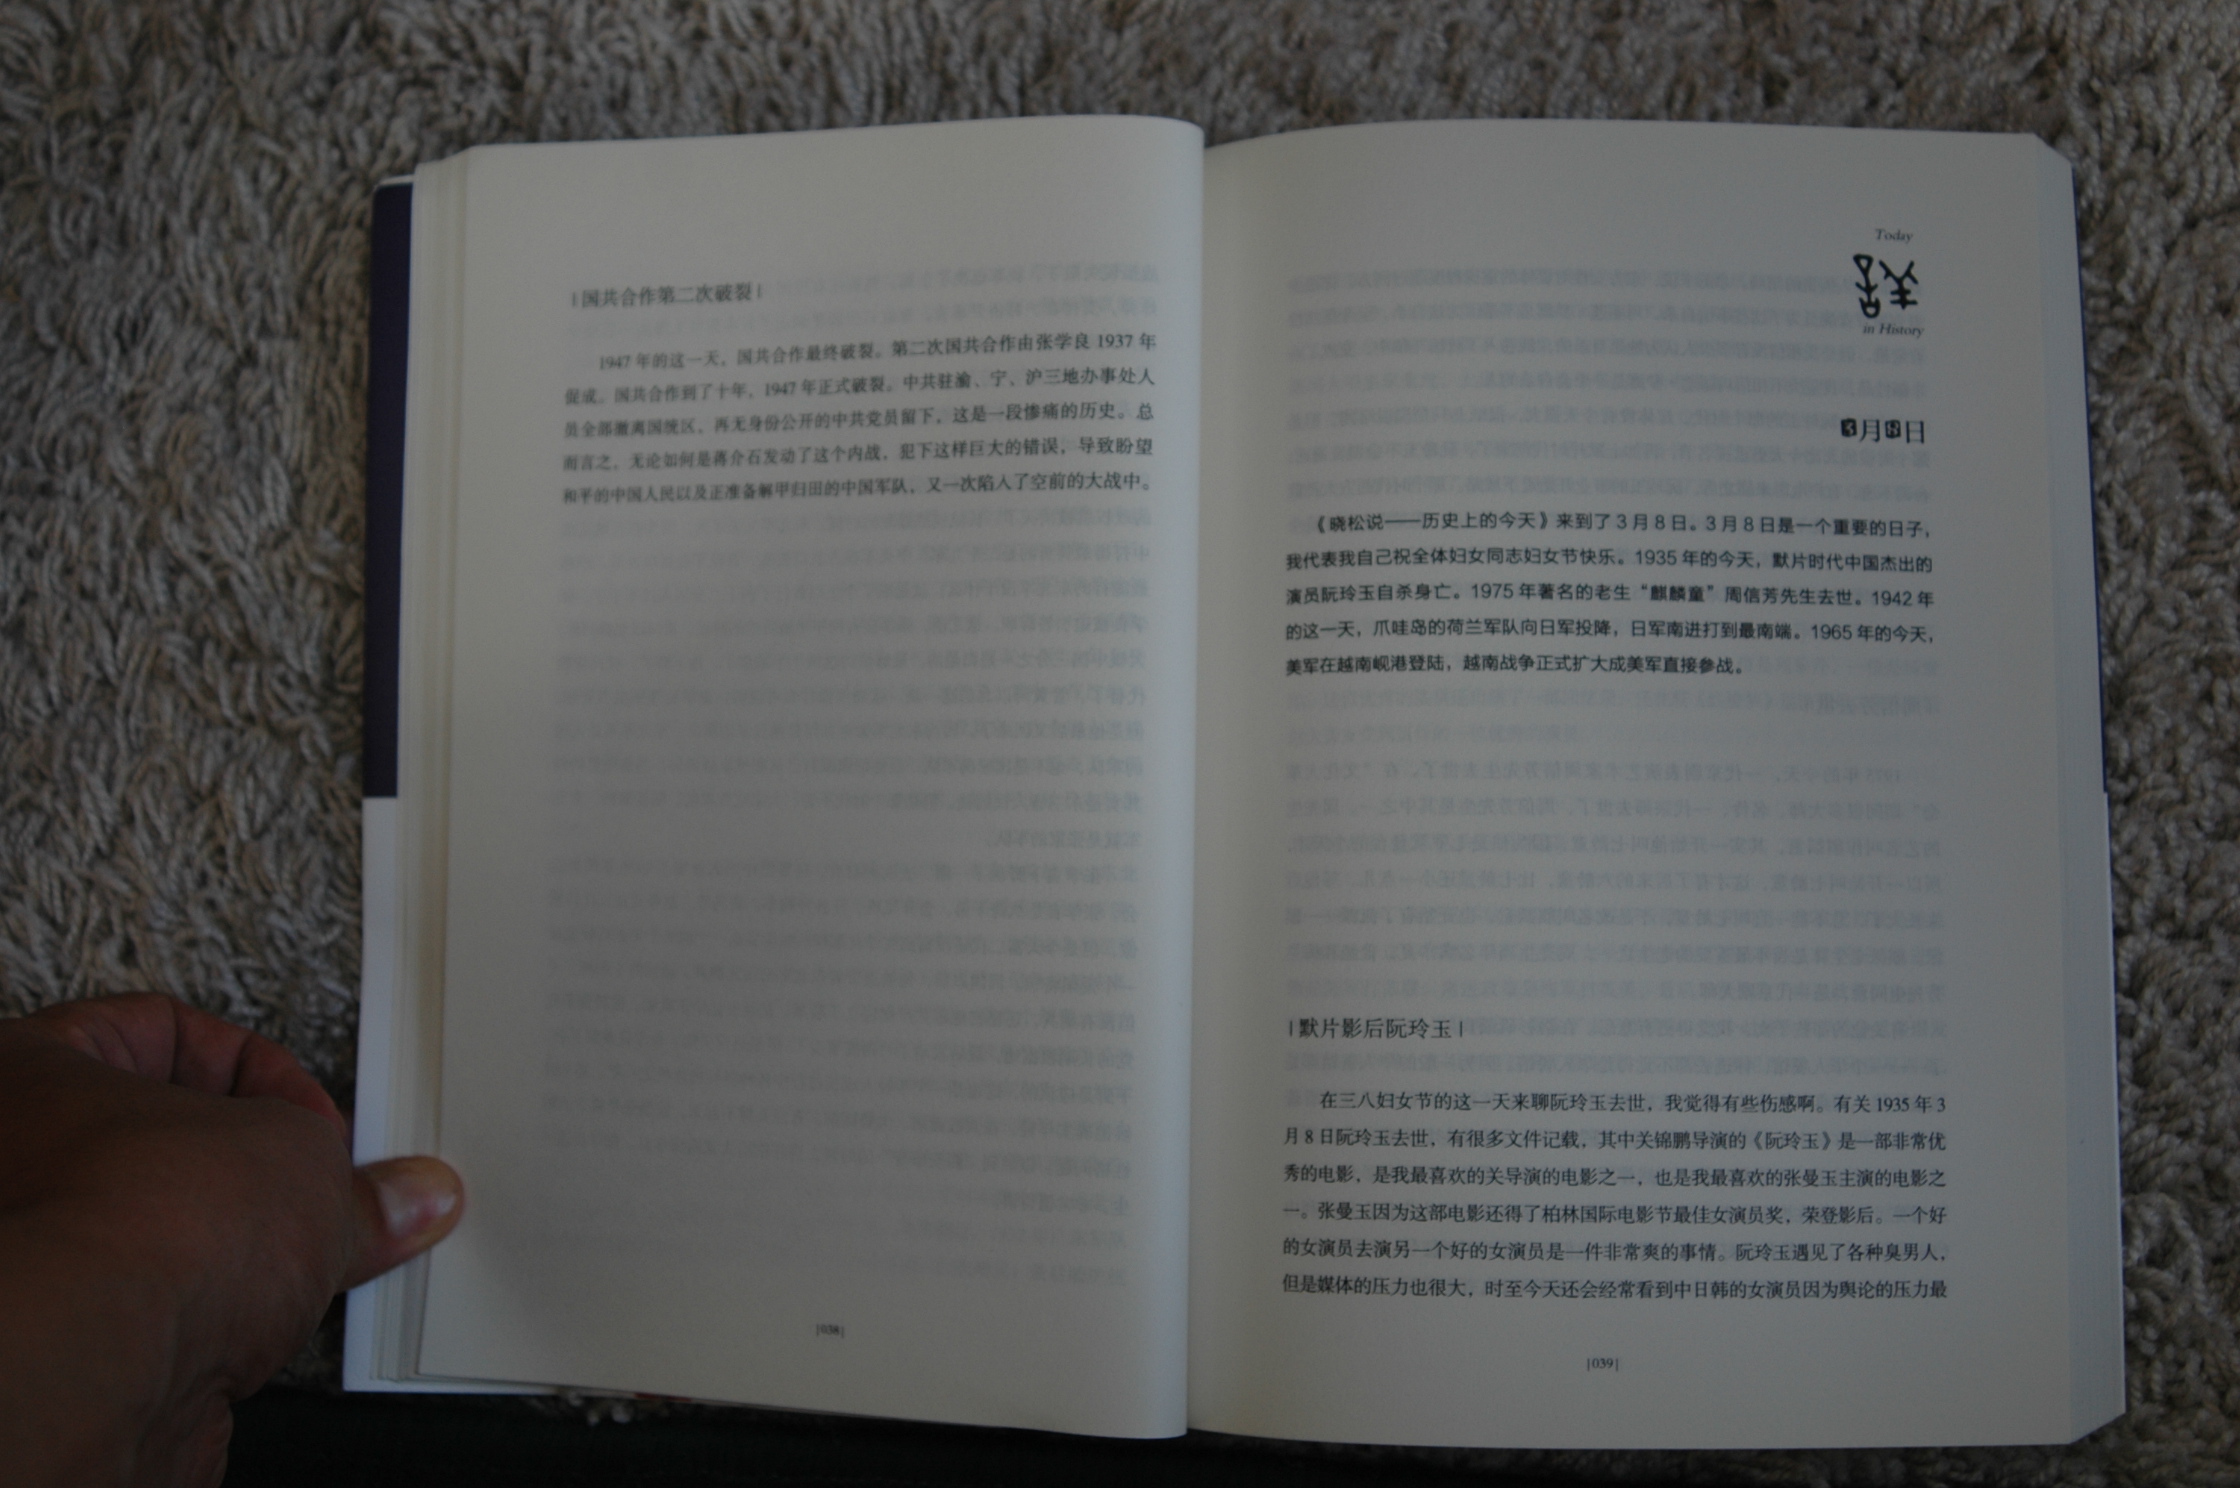 |国共合作第二次破裂|
1947年的这一天，国共合作最终破裂。第二次国共合作由张学良1937年
促成，国共合作到了十年，1947年正式破裂。中共驻渝、宁、沪三地办事处人
员全部撤离国统区，再无身份公开的中共党员留下，这是一段惨痛的历史。总
而言之，无论如何是蒋介石发动了这个内战，犯下这样巨大的错误，导致盼望
和平的中国人民以及正准备解甲归田的中国军队，又一次陷入了空前的大战中。
|038|
Today
in History
3月8日
《晓松说——历史上的今天》来到了3月8日。3月8日是一个重要的日子，
我代表我自己祝全体妇女同志妇女节快乐。1935年的今天，默片时代中国杰出的
演员阮玲玉自杀身亡。1975年著名的老生“麒麟童”周信芳先生去世。1942年
的这一天，爪哇岛的荷兰军队向日军投降，日军南进打到最南端。1965年的今天，
美军在越南岘港登陆，越南战争正式扩大成美军直接参战。
|默片影后阮玲玉|
在三八妇女节的这一天来聊阮玲玉去世，我觉得有些伤感啊。有关1935年3
月8日阮玲玉去世，有很多文件记载，其中关锦鹏导演的《阮玲玉》是一部非常优
秀的电影，是我最喜欢的关导演的电影之一，也是我最喜欢的张曼玉主演的电影之
一。张曼玉因为这部电影还得了柏林国际电影节最佳女演员奖，荣登影后。一个好
的女演员去演另一个好的女演员是一件非常爽的事情。阮玲玉遇见了各种臭男人，
但是媒体的压力也很大，时至今天还会经常看到中日韩的女演员因为舆论的压力最
|039|